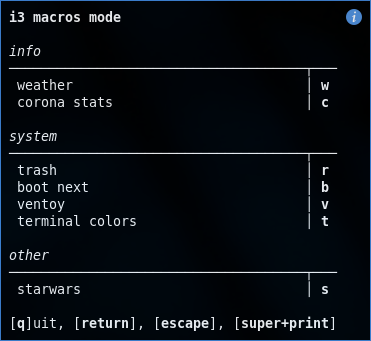 i3 macros mode
info
weather | w
corona stats | c
system
trash | r
boot next | b
ventoy | v
terminal colors | t
other
starwars | s
[q]uit, [return], [escape], [super+print]